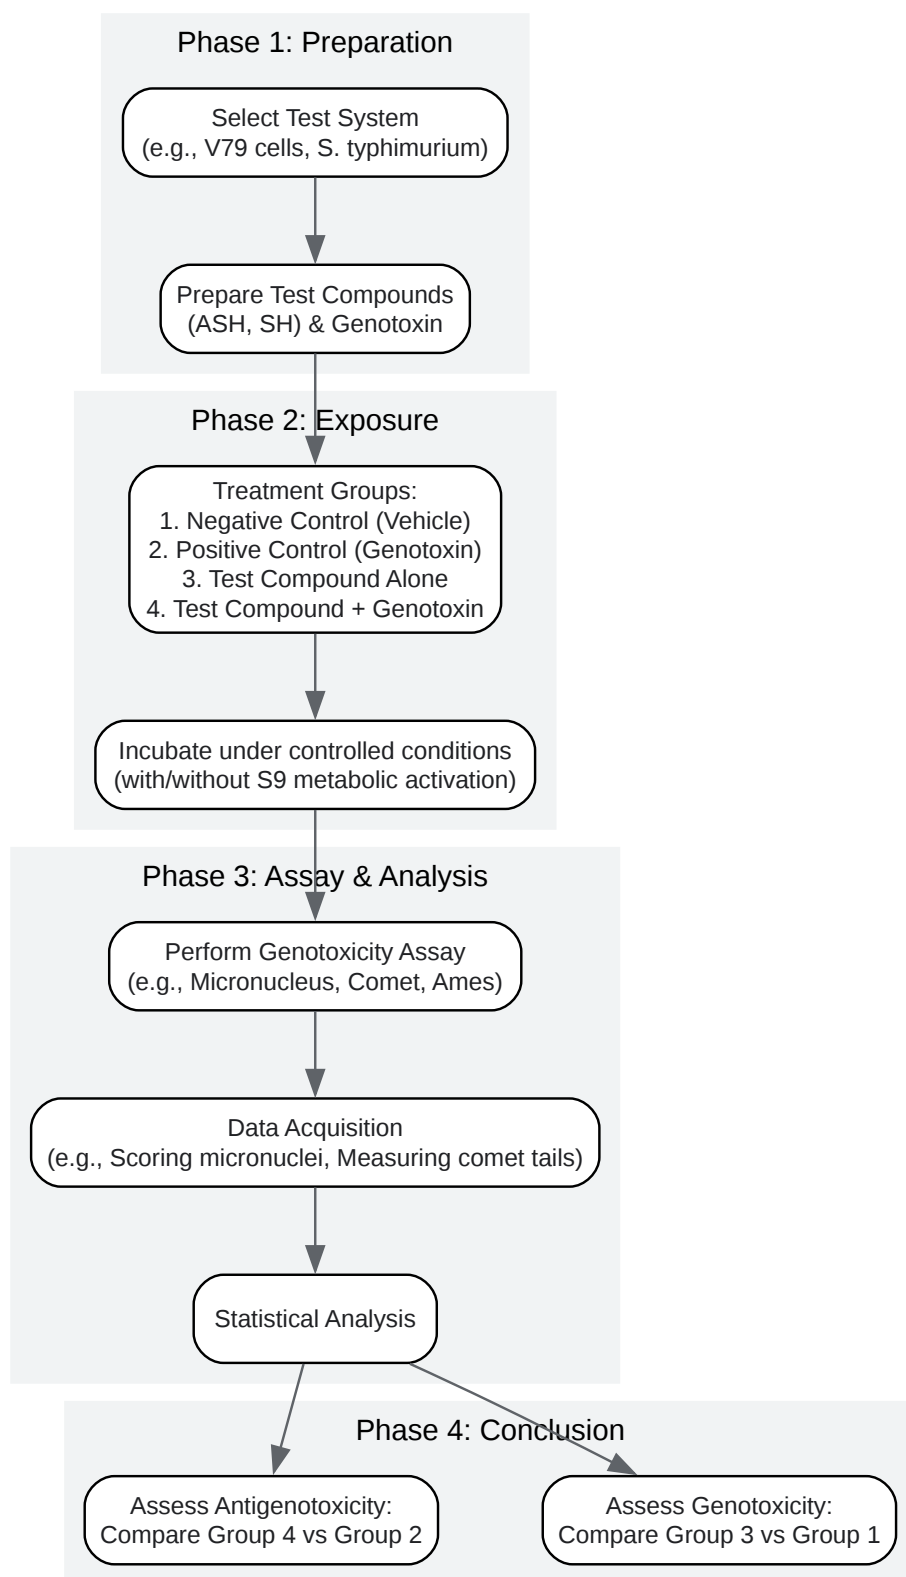 Phase 1: Preparation
Select Test System
(e.g., V79 cells, S. typhimurium)
Prepare Test Compounds
(ASH, SH) & Genotoxin
Phase 2: Exposure
Treatment Groups:
1. Negative Control (Vehicle)
2. Positive Control (Genotoxin)
3. Test Compound Alone
4. Test Compound + Genotoxin
Incubate under controlled conditions
(with/without S9 metabolic activation)
Phase 3: Assay & Analysis
Perform Genotoxicity Assay
(e.g., Micronucleus, Comet, Ames)
Data Acquisition
(e.g., Scoring micronuclei, Measuring comet tails)
Statistical Analysis
Phase 4: Conclusion
Assess Antigenotoxicity:
Compare Group 4 vs Group 2
Assess Genotoxicity:
Compare Group 3 vs Group 1